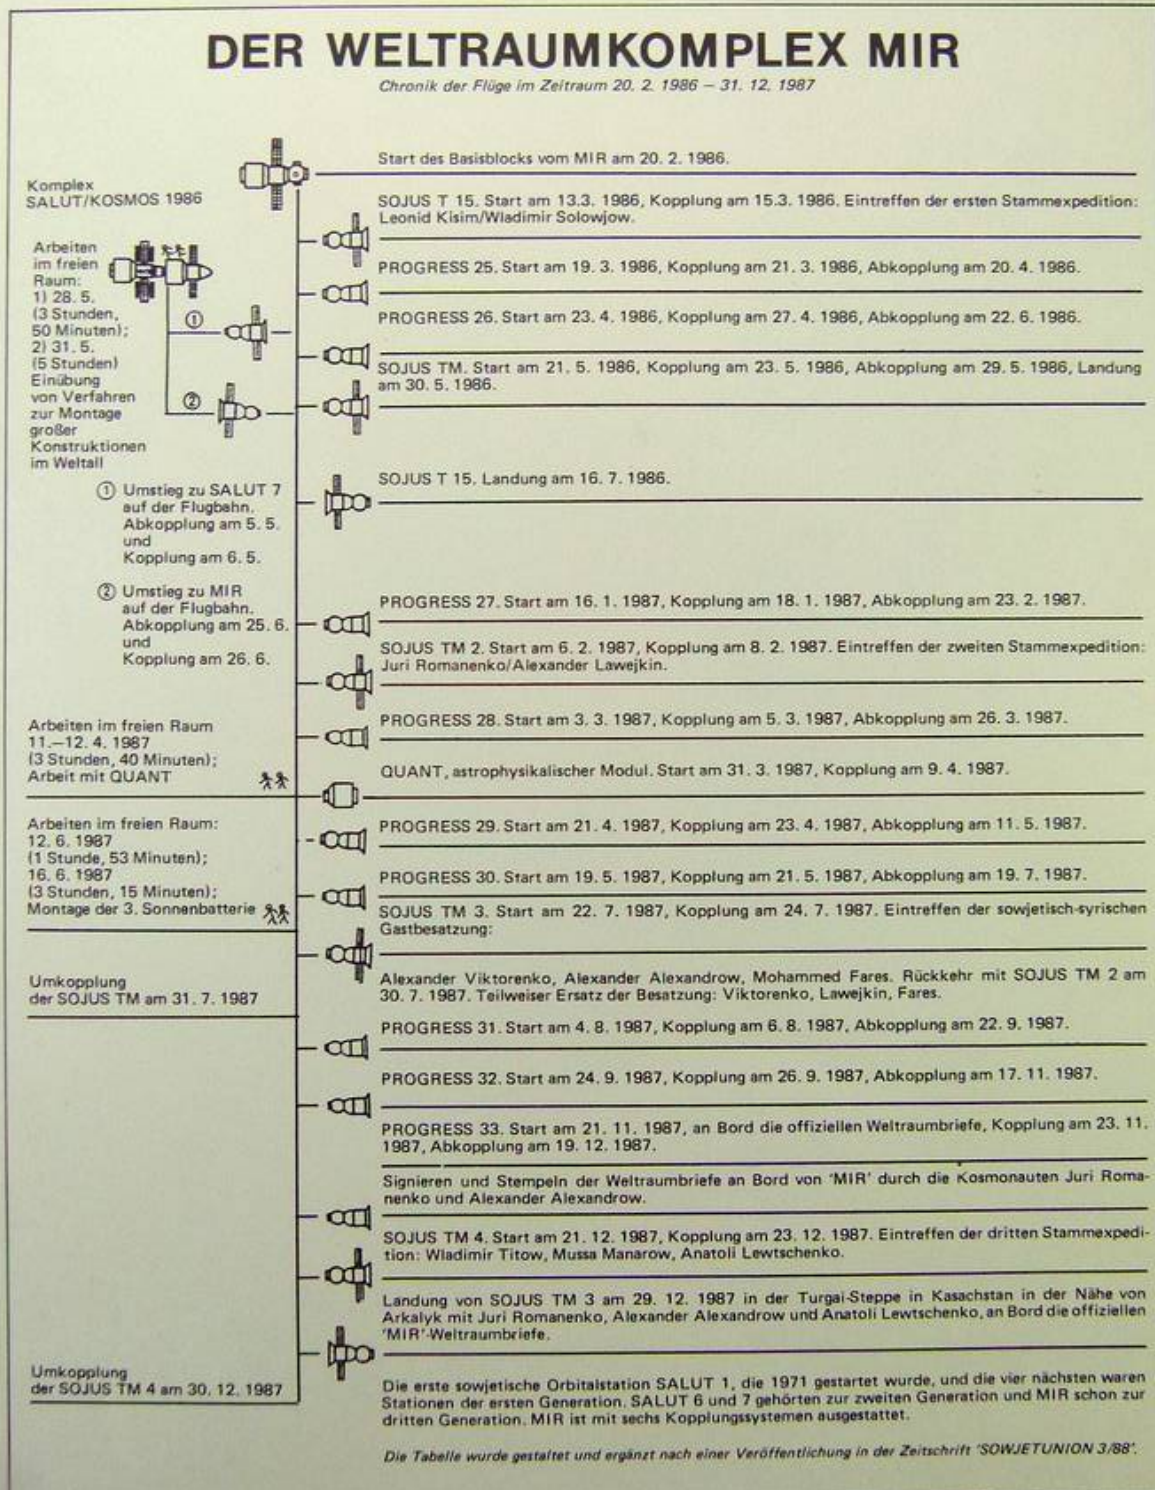 DER WELTRAUMKOMPLEX MIR
Chronik der Flüge im Zeitraum 20. 2. 1986 – 31. 12. 1987
Start des Basisblocks vom MIR am 20. 2. 1986.
Komplex
SALUT/KOSMOS 1986
SOJUS T 15. Start am 13.3. 1986, Kopplung am 15.3. 1986. Eintreffen der ersten Stammexpedition:
Leonid Kisim/Wladimir Solowjow.
Arbeiten
im freien
Raum:
1) 28. 5.
(3 Stunden,
50 Minuten);
2) 31. 5.
(5 Stunden)
Einübung
von Verfahren
zur Montage
großer
Konstruktionen
im Weltall
①
②
PROGRESS 25. Start am 19. 3. 1986, Kopplung am 21. 3. 1986, Abkopplung am 20. 4. 1986.
PROGRESS 26. Start am 23. 4. 1986, Kopplung am 27. 4. 1986, Abkopplung am 22. 6. 1986.
SOJUS TM. Start am 21. 5. 1986, Kopplung am 23. 5. 1986, Abkopplung am 29. 5. 1986, Landung
am 30. 5. 1986.
SOJUS T 15. Landung am 16. 7. 1986.
① Umstieg zu SALUT 7
auf der Flugbahn.
Abkopplung am 5. 5.
und
Kopplung am 6. 5.
② Umstieg zu MIR
auf der Flugbahn.
Abkopplung am 25. 6.
und
Kopplung am 26. 6.
PROGRESS 27. Start am 16. 1. 1987, Kopplung am 18. 1. 1987, Abkopplung am 23. 2. 1987.
SOJUS TM 2. Start am 6. 2. 1987, Kopplung am 8. 2. 1987. Eintreffen der zweiten Stammexpedition:
Juri Romanenko/Alexander Lawejkin.
PROGRESS 28. Start am 3. 3. 1987, Kopplung am 5. 3. 1987, Abkopplung am 26. 3. 1987.
Arbeiten im freien Raum
11.–12. 4. 1987
(3 Stunden, 40 Minuten);
Arbeit mit QUANT
QUANT, astrophysikalischer Modul. Start am 31. 3. 1987, Kopplung am 9. 4. 1987.
Arbeiten im freien Raum:
12. 6. 1987
(1 Stunde, 53 Minuten);
16. 6. 1987
(3 Stunden, 15 Minuten);
Montage der 3. Sonnenbatterie
PROGRESS 29. Start am 21. 4. 1987, Kopplung am 23. 4. 1987, Abkopplung am 11. 5. 1987.
PROGRESS 30. Start am 19. 5. 1987, Kopplung am 21. 5. 1987, Abkopplung am 19. 7. 1987.
SOJUS TM 3. Start am 22. 7. 1987, Kopplung am 24. 7. 1987. Eintreffen der sowjetisch-syrischen
Gastbesatzung:
Alexander Viktorenko, Alexander Alexandrow, Mohammed Fares. Rückkehr mit SOJUS TM 2 am
30. 7. 1987. Teilweiser Ersatz der Besatzung: Viktorenko, Lawejkin, Fares.
Umkopplung
der SOJUS TM am 31. 7. 1987
PROGRESS 31. Start am 4. 8. 1987, Kopplung am 6. 8. 1987, Abkopplung am 22. 9. 1987.
PROGRESS 32. Start am 24. 9. 1987, Kopplung am 26. 9. 1987, Abkopplung am 17. 11. 1987.
PROGRESS 33. Start am 21. 11. 1987, an Bord die offiziellen Weltraumbriefe, Kopplung am 23. 11.
1987, Abkopplung am 19. 12. 1987.
Signieren und Stempeln der Weltraumbriefe an Bord von 'MIR' durch die Kosmonauten Juri Roma-
nenko und Alexander Alexandrow.
SOJUS TM 4. Start am 21. 12. 1987, Kopplung am 23. 12. 1987. Eintreffen der dritten Stammexpedi-
tion: Wladimir Titow, Mussa Manarow, Anatoli Lewtschenko.
Landung von SOJUS TM 3 am 29. 12. 1987 in der Turgai-Steppe in Kasachstan in der Nähe von
Arkalyk mit Juri Romanenko, Alexander Alexandrow und Anatoli Lewtschenko, an Bord die offiziellen
'MIR'-Weltraumbriefe.
Umkopplung
der SOJUS TM 4 am 30. 12. 1987
Die erste sowjetische Orbitalstation SALUT 1, die 1971 gestartet wurde, und die vier nächsten waren
Stationen der ersten Generation. SALUT 6 und 7 gehörten zur zweiten Generation und MIR schon zur
dritten Generation. MIR ist mit sechs Kopplungssystemen ausgestattet.
Die Tabelle wurde gestaltet und ergänzt nach einer Veröffentlichung in der Zeitschrift 'SOWJETUNION 3/88'.